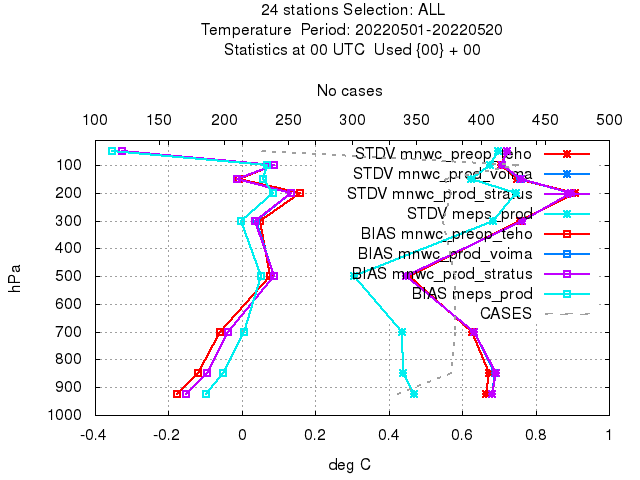 24 stations Selection: ALL
Temperature Period: 20220501-20220520
Statistics at 00 UTC Used {00} + 00
No cases
100 150 200 250 300 350 400 450 500
STDV mnwc_preop_teho
STDV mnwc_prod_voima
STDV mnwc_prod_stratus
STDV meps_prod
BIAS mnwc_preop_teho
BIAS mnwc_prod_voima
BIAS mnwc_prod_stratus
BIAS meps_prod
CASES
hPa
100
200
300
400
500
600
700
800
900
1000
-0.4 -0.2 0 0.2 0.4 0.6 0.8 1
deg C